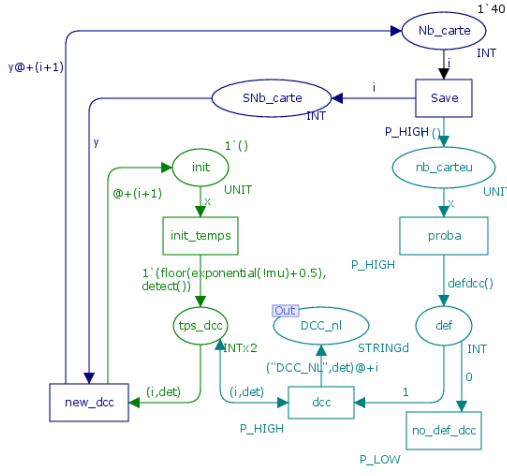 1`40
Nb_carte
INT
i
y@+(i+1)
SNb_carte
INT
i
Save
P_HIGH
()
y
1`()
init
UNIT
@+(i+1)
x
nb_carteu
UNI
x
init_temps
proba
P_HIGH
1`(floor(exponential(!mu)+0.5),
detect())
defdcc()
Out
tps_dcc
DCC_nl
def
INTx2
STRINGd
INT
("DCC_NL",det)@+i
0
(i,det)
(i,det)
1
new_dcc
dcc
P_HIGH
no_def_dcc
P_LOW